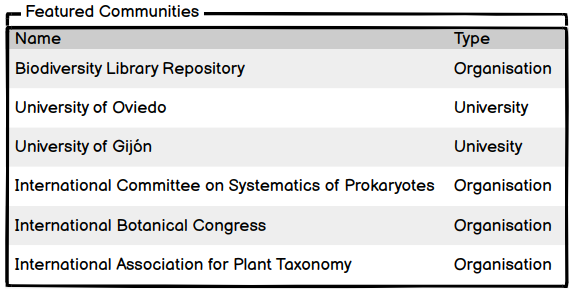 Featured Communities
Name Type
Biodiversity Library Repository Organisation
University of Oviedo University
University of Gijón Univesity
International Committee on Systematics of Prokaryotes Organisation
International Botanical Congress Organisation
International Association for Plant Taxonomy Organisation